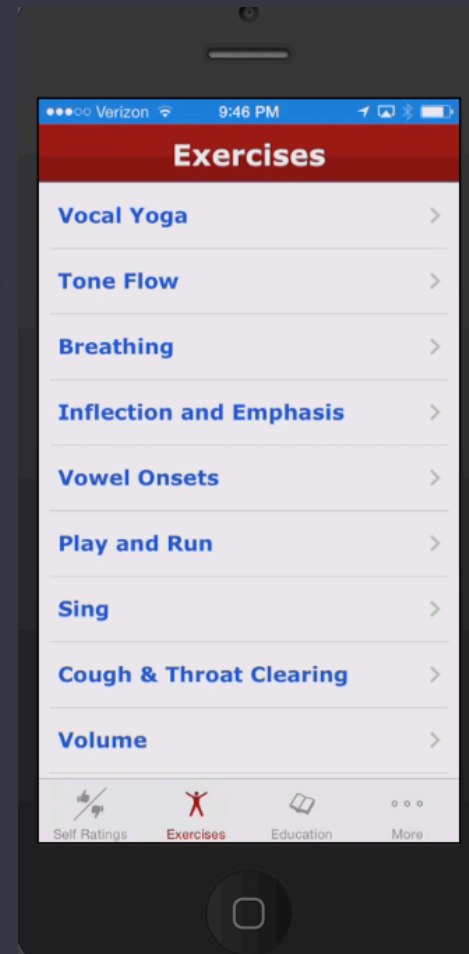 Verizon 9:46 PM
Exercises
Vocal Yoga
Tone Flow
Breathing
Inflection and Emphasis
Vowel Onsets
Play and Run
Sing
Cough & Throat Clearing
Volume
Self Ratings Exercises Education More